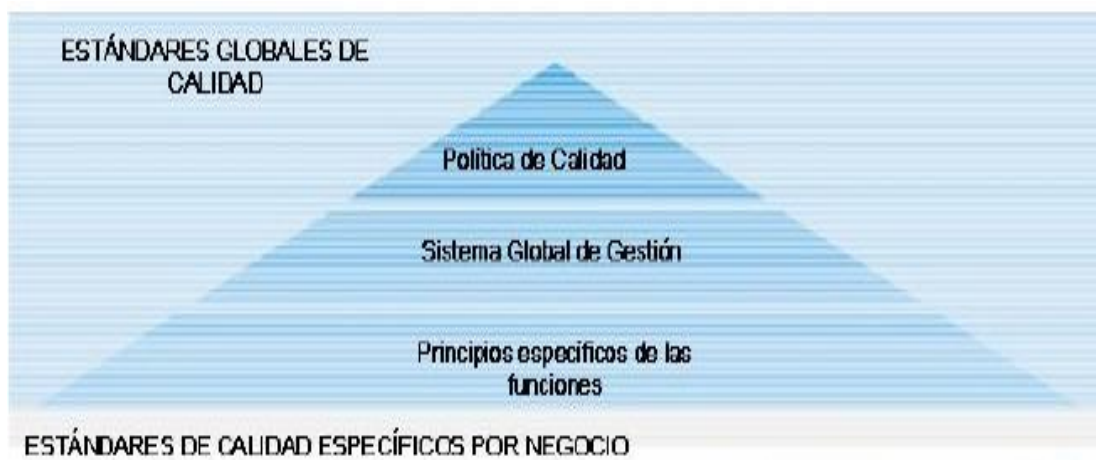 ESTÁNDARES GLOBALES DE
CALIDAD
Política de Calidad
Sistema Global de Gestión
Principios específicos de las
funciones
ESTÁNDARES DE CALIDAD ESPECÍFICOS POR NEGOCIO